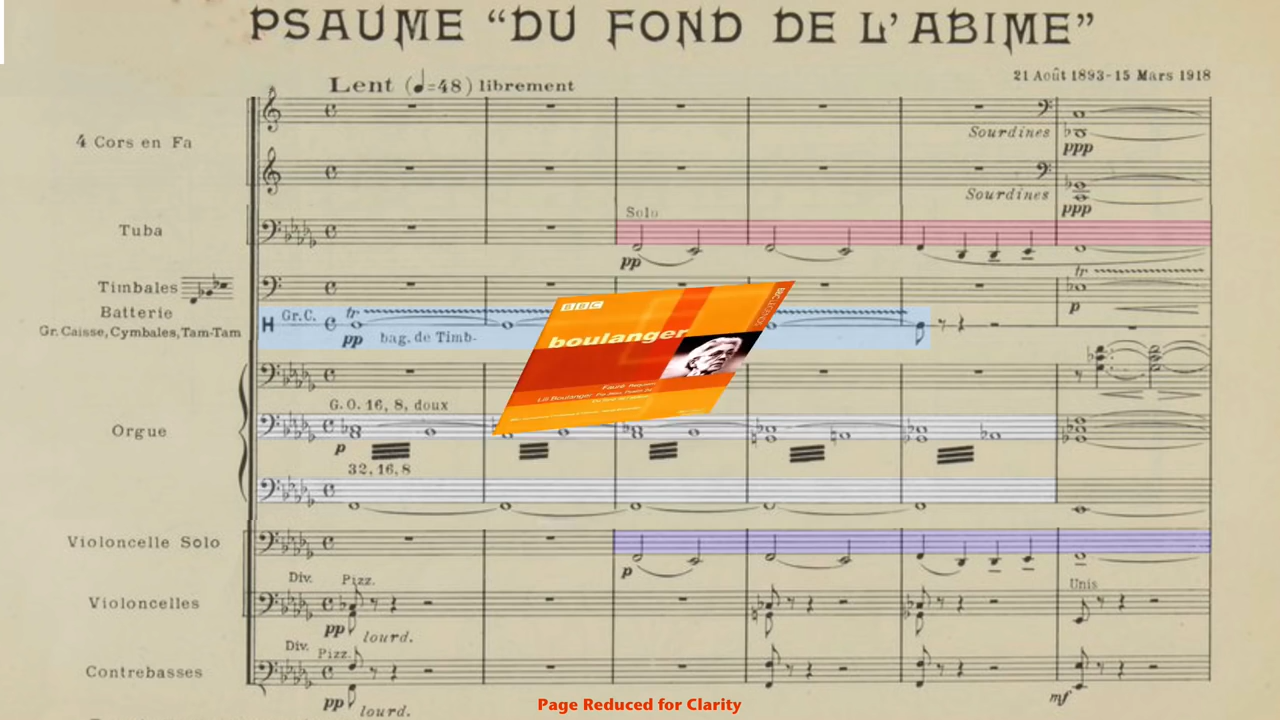 PSAUME “DU FOND DE L’ABIME”
21 Août 1893-15 Mars 1918
Lent (♩=48) librement
4 Cors en Fa
Sourdines
ppp
Sourdines
ppp
Solo
Tuba
pp
Timbales
tr
p
Batterie
Gr. Caisse, Cymbales, Tam-Tam
Gr.C.
tr
pp bag. de Timb-
BBC
boulanger
G.O. 16, 8, doux
Orgue
p
32, 16, 8
Violoncelle Solo
p
Div. Pizz.
Unis
Violoncelles
pp lourd.
Div.
Pizz.
Contrebasses
mf
pp lourd.
Page Reduced for Clarity